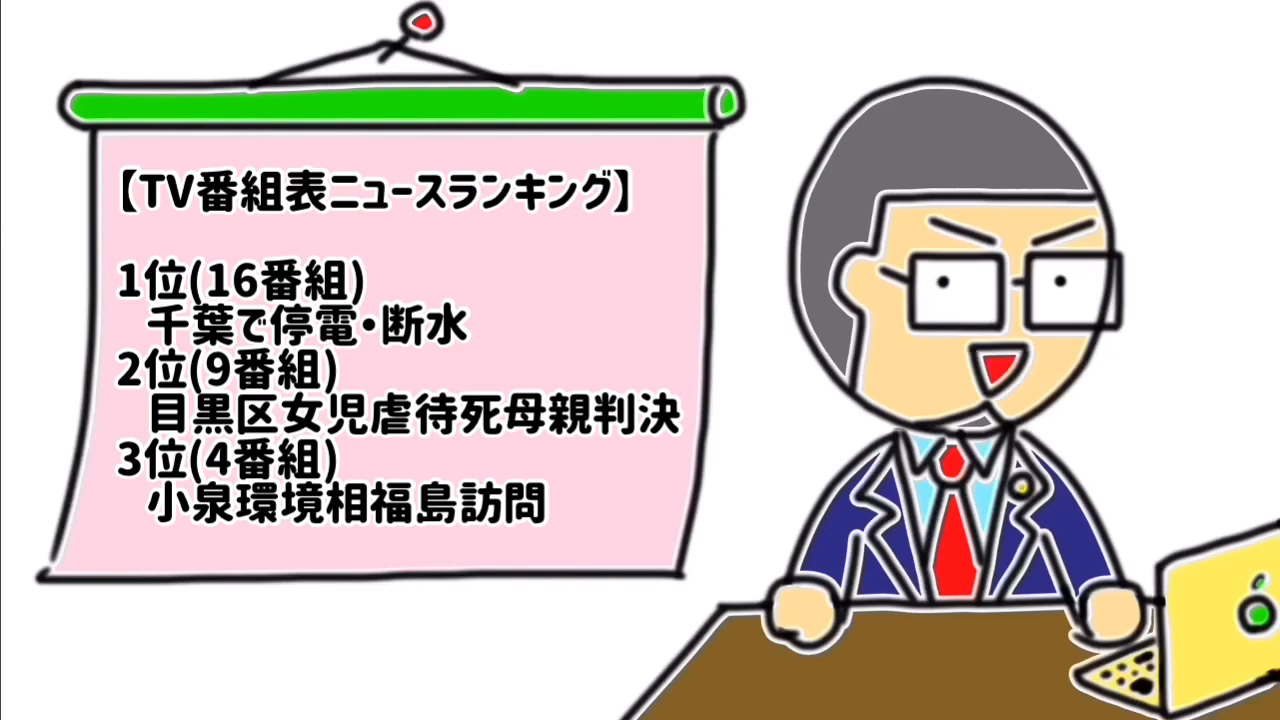 【TV番組表ニュースランキング】
1位(16番組)
千葉で停電・断水
2位(9番組)
目黒区女児虐待死母親判決
3位(4番組)
小泉環境相福島訪問